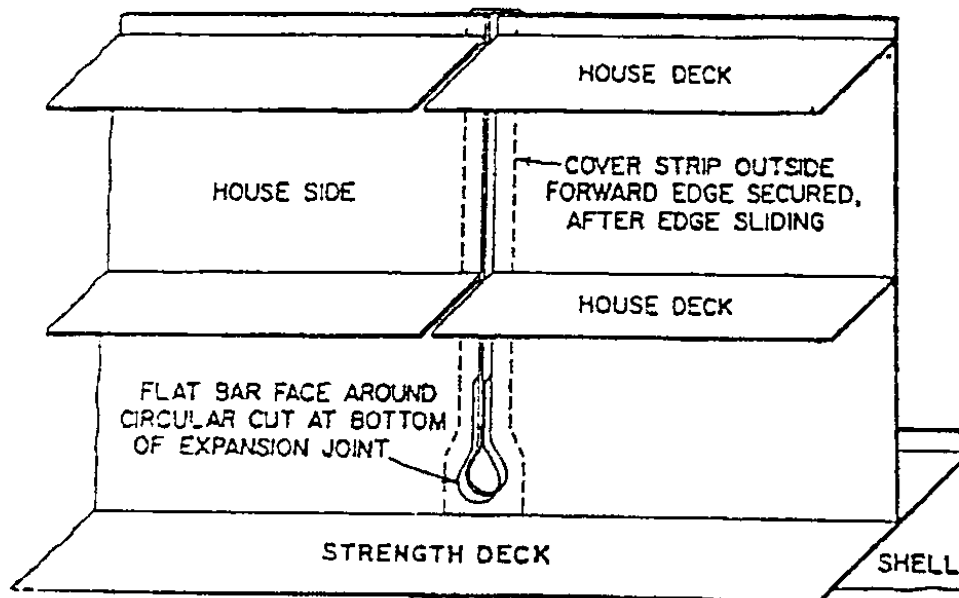 HOUSE DECK
COVER STRIP OUTSIDE
FORWARD EDGE SECURED,
AFTER EDGE SLIDING
HOUSE SIDE
HOUSE DECK
FLAT BAR FACE AROUND
CIRCULAR CUT AT BOTTOM
OF EXPANSION JOINT
STRENGTH DECK
SHELL